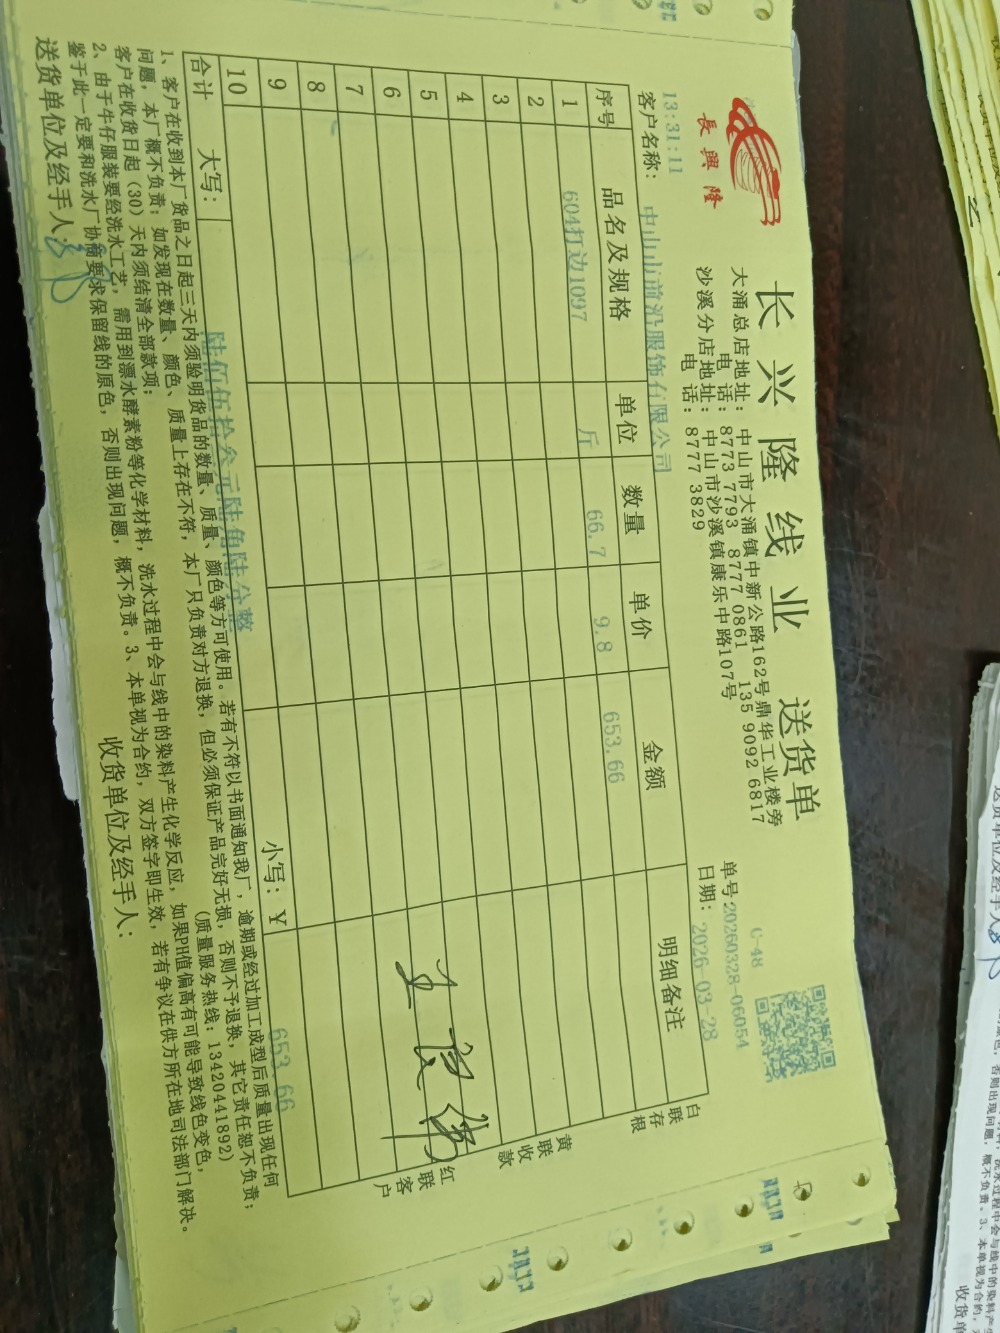 長興隆
长兴隆线业 送货单
大涌总店地址：中山市大涌镇中新公路162号鼎华工业楼旁
电 话：8773 7793 8777 0861 135 9092 6817
沙溪分店地址：中山市沙溪镇康乐中路107号
电 话：8777 3829
C-48
单号20260328-06054
日期：2026-03-28
13:31:11
客户名称：中山市前沿服饰有限公司
序号 品名及规格 单位 数量 单价 金额 明细备注
1 604打边1097 斤 66.7 9.8 653.66
2
3
4
5
6
7
8
9
10
合计 大写：陆佰伍拾叁元陆角陆分整 小写：¥ 653.66
白联存根
黄联收款
红联客户
1、客户在收到本厂货品之日起三天内须验明货品的数量、质量、颜色等方可使用。若有不符以书面通知我厂，逾期或经过加工成型后质量出现任何
问题，本厂概不负责；如发现在数量、颜色、质量上存在不符，本厂只负责对方退换，但必须保证产品完好无损，否则不予退换，其它责任恕不负责；
客户在收货日起（30）天内须结清全部款项； （质量服务热线：13420441892）
2、由于牛仔服装要经洗水工艺，需用到漂水酵素粉等化学材料，洗水过程中会与线中的染料产生化学反应，如果PH值偏高有可能导致线色变色，
鉴于此一定要和洗水厂协商要求保留线的原色，否则出现问题，概不负责。3、本单视为合约，双方签字即生效，若有争议在供方所在地司法部门解决。
送货单位及经手人： 收货单位及经手人：